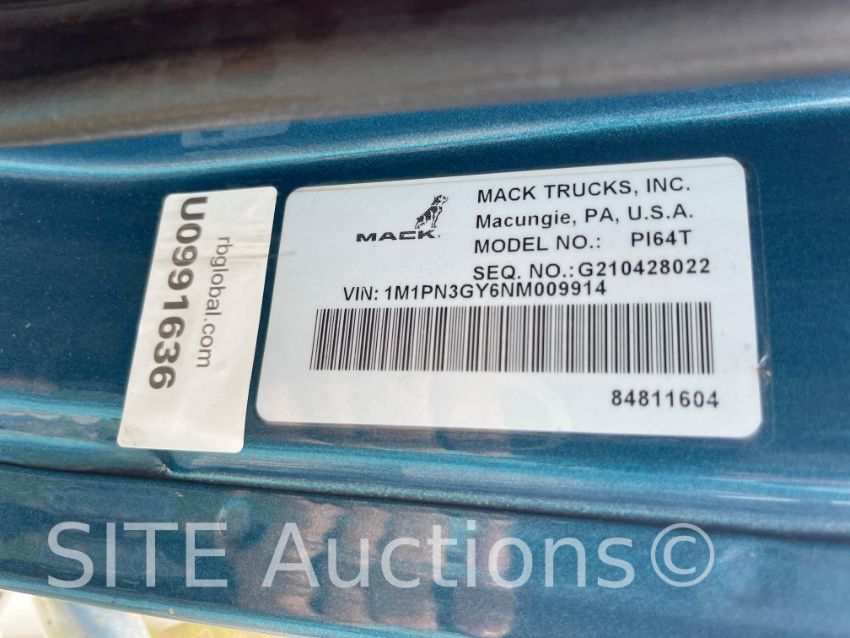 U0991636
rbglobal.com
MACK
MACK TRUCKS, INC.
Macungie, PA, U.S.A.
MODEL NO.: PI64T
SEQ. NO.:G210428022
VIN: 1M1PN3GY6NM009914
84811604
SITE Auctions©